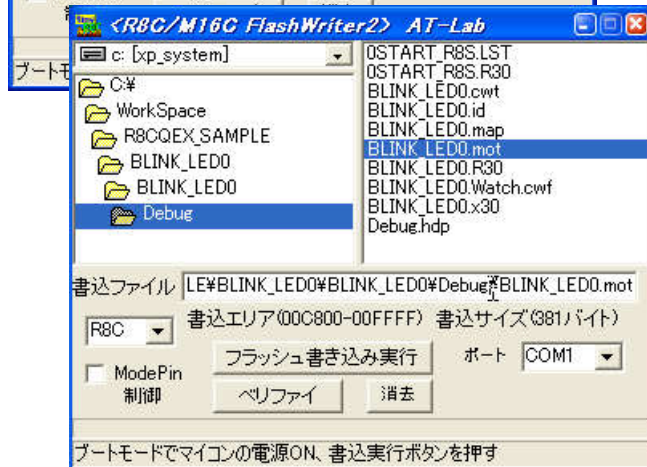 <R8C/M16C FlashWriter2> AT-Lab
c: [xp_system]
C:¥
WorkSpace
R8CQEX_SAMPLE
BLINK_LED0
BLINK_LED0
Debug
0START_R8S.LST
0START_R8S.R30
BLINK_LED0.cwt
BLINK_LED0.id
BLINK_LED0.map
BLINK_LED0.mot
BLINK_LED0.R30
BLINK_LED0.Watch.cwf
BLINK_LED0.x30
Debug.hdp
書込ファイル LE¥BLINK_LED0¥BLINK_LED0¥Debug¥BLINK_LED0.mot
R8C 書込エリア(00C800-00FFFF) 書込サイズ(381バイト)
フラッシュ書き込み実行 ポート COM1
ModePin
制御 ベリファイ 消去
ブートモードでマイコンの電源ON、書込実行ボタンを押す
ブートモ